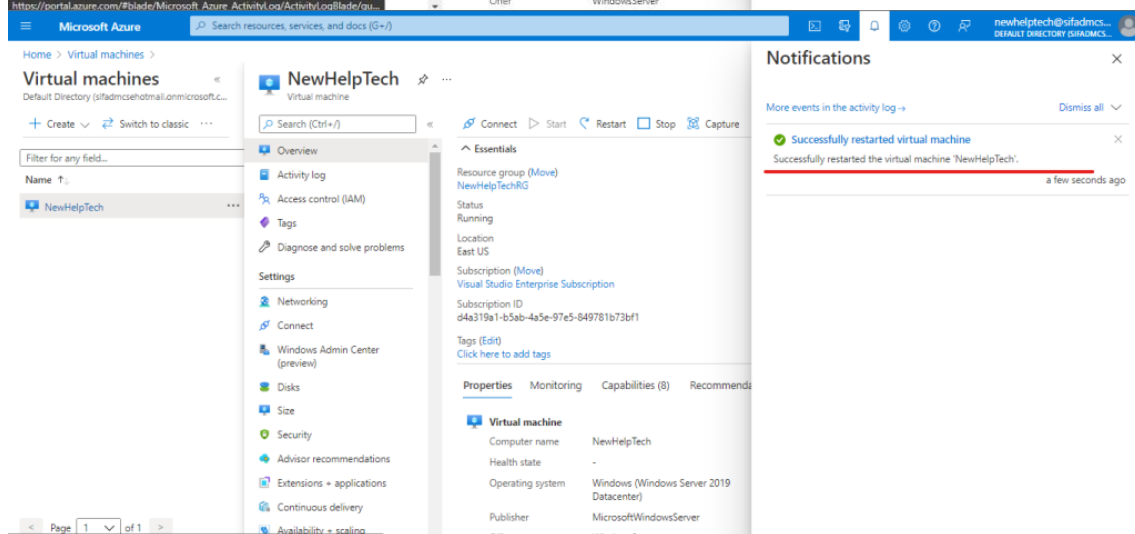 https://portal.azure.com/#blade/Microsoft_Azure_ActivityLog/ActivityLogBlade/qu...
Offer WindowsServer
Microsoft Azure
Search resources, services, and docs (G+/)
newhelptech@sifadmcs...
DEFAULT DIRECTORY (SIFADMCS...
Home > Virtual machines >
Virtual machines «
Default Directory (sifadmcsehotmail.onmicrosoft.c...
+ Create Switch to classic ...
Filter for any field...
Name ↑↓
NewHelpTech ...
< Page 1 of 1 >
NewHelpTech ...
Virtual machine
Search (Ctrl+/) «
Overview
Activity log
Access control (IAM)
Tags
Diagnose and solve problems
Settings
Networking
Connect
Windows Admin Center
(preview)
Disks
Size
Security
Advisor recommendations
Extensions + applications
Continuous delivery
Availability + scaling
Connect Start Restart Stop Capture
Essentials
Resource group (Move)
NewHelpTechRG
Status
Running
Location
East US
Subscription (Move)
Visual Studio Enterprise Subscription
Subscription ID
d4a319a1-b5ab-4a5e-97e5-849781b73bf1
Tags (Edit)
Click here to add tags
Properties Monitoring Capabilities (8) Recommenda
Virtual machine
Computer name NewHelpTech
Health state -
Operating system Windows (Windows Server 2019
Datacenter)
Publisher MicrosoftWindowsServer
Notifications
More events in the activity log → Dismiss all
Successfully restarted virtual machine
Successfully restarted the virtual machine 'NewHelpTech'.
a few seconds ago